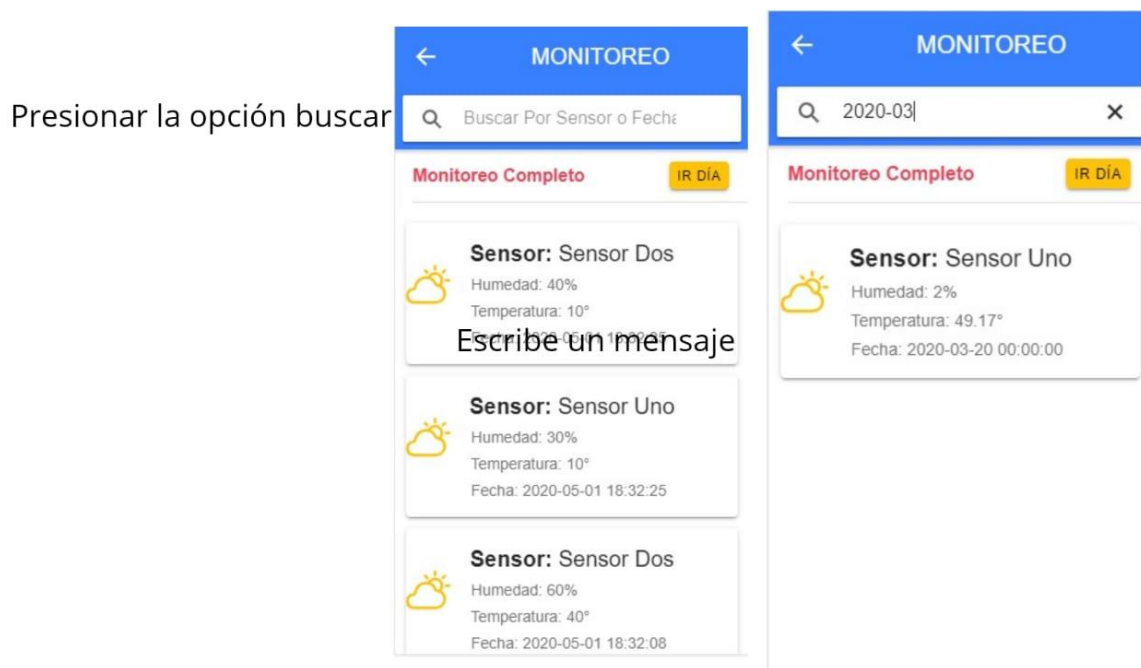 Presionar la opción buscar
MONITOREO
Buscar Por Sensor o Fecha
Monitoreo Completo
IR DÍA
Sensor: Sensor Dos
Humedad: 40%
Temperatura: 10°
Escribe un mensaje
Sensor: Sensor Uno
Humedad: 30%
Temperatura: 10°
Fecha: 2020-05-01 18:32:25
Sensor: Sensor Dos
Humedad: 60%
Temperatura: 40°
Fecha: 2020-05-01 18:32:08
MONITOREO
2020-03
Monitoreo Completo
IR DÍA
Sensor: Sensor Uno
Humedad: 2%
Temperatura: 49.17°
Fecha: 2020-03-20 00:00:00